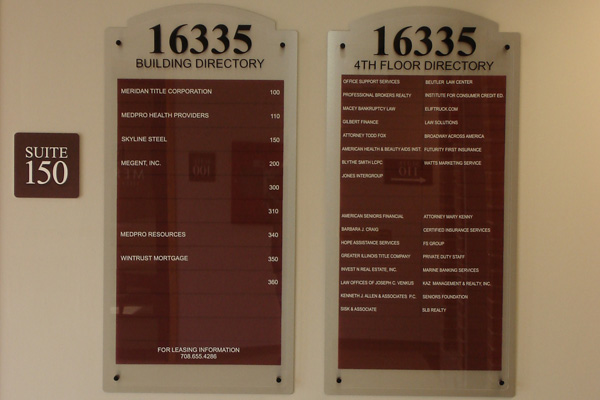 SUITE
150
16335
BUILDING DIRECTORY
MERIDAN TITLE CORPORATION 100
MEDPRO HEALTH PROVIDERS 110
SKYLINE STEEL 150
MEGENT, INC. 200
300
310
MEDPRO RESOURCES 340
WINTRUST MORTGAGE 350
360
FOR LEASING INFORMATION
708.655.4286
16335
4TH FLOOR DIRECTORY
OFFICE SUPPORT SERVICES BEUTLER LAW CENTER
PROFESSIONAL BROKERS REALTY INSTITUTE FOR CONSUMER CREDIT ED.
MACEY BANKRUPTCY LAW ELIFTRUCK.COM
GILBERT FINANCE LAW SOLUTIONS
ATTORNEY TODD FOX BROADWAY ACROSS AMERICA
AMERICAN HEALTH & BEAUTY AIDS INST. FUTURITY FIRST INSURANCE
BLYTHE SMITH LCPC WATTS MARKETING SERVICE
JONES INTERGROUP
AMERICAN SENIORS FINANCIAL ATTORNEY MARY KENNY
BARBARA J. CRAIG CERTIFIED INSURANCE SERVICES
HOPE ASSISTANCE SERVICES FS GROUP
GREATER ILLINOIS TITLE COMPANY PRIVATE DUTY STAFF
INVEST N REAL ESTATE, INC. MARINE BANKING SERVICES
LAW OFFICES OF JOSEPH C. VENKUS KAZ MANAGEMENT & REALTY, INC.
KENNETH J. ALLEN & ASSOCIATES P.C. SENIORS FOUNDATION
SISK & ASSOCIATE SLB REALTY